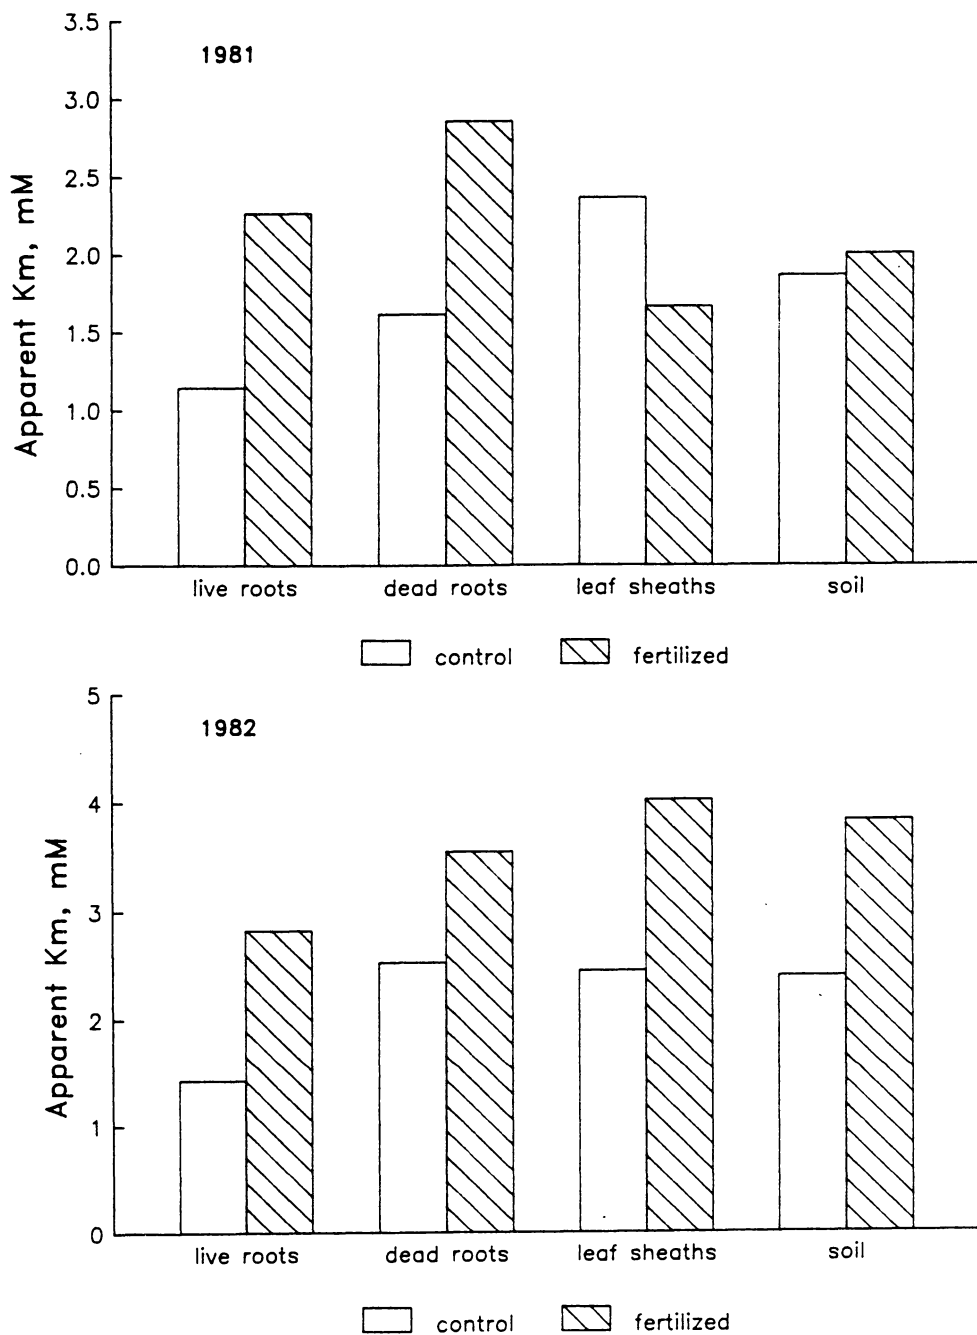 3.5
1981
3.0
2.5
2.0
1.5
1.0
0.5
0.0
Apparent Km, mM
live roots dead roots leaf sheaths soil
control fertilized
5
1982
4
3
2
1
0
Apparent Km, mM
live roots dead roots leaf sheaths soil
control fertilized